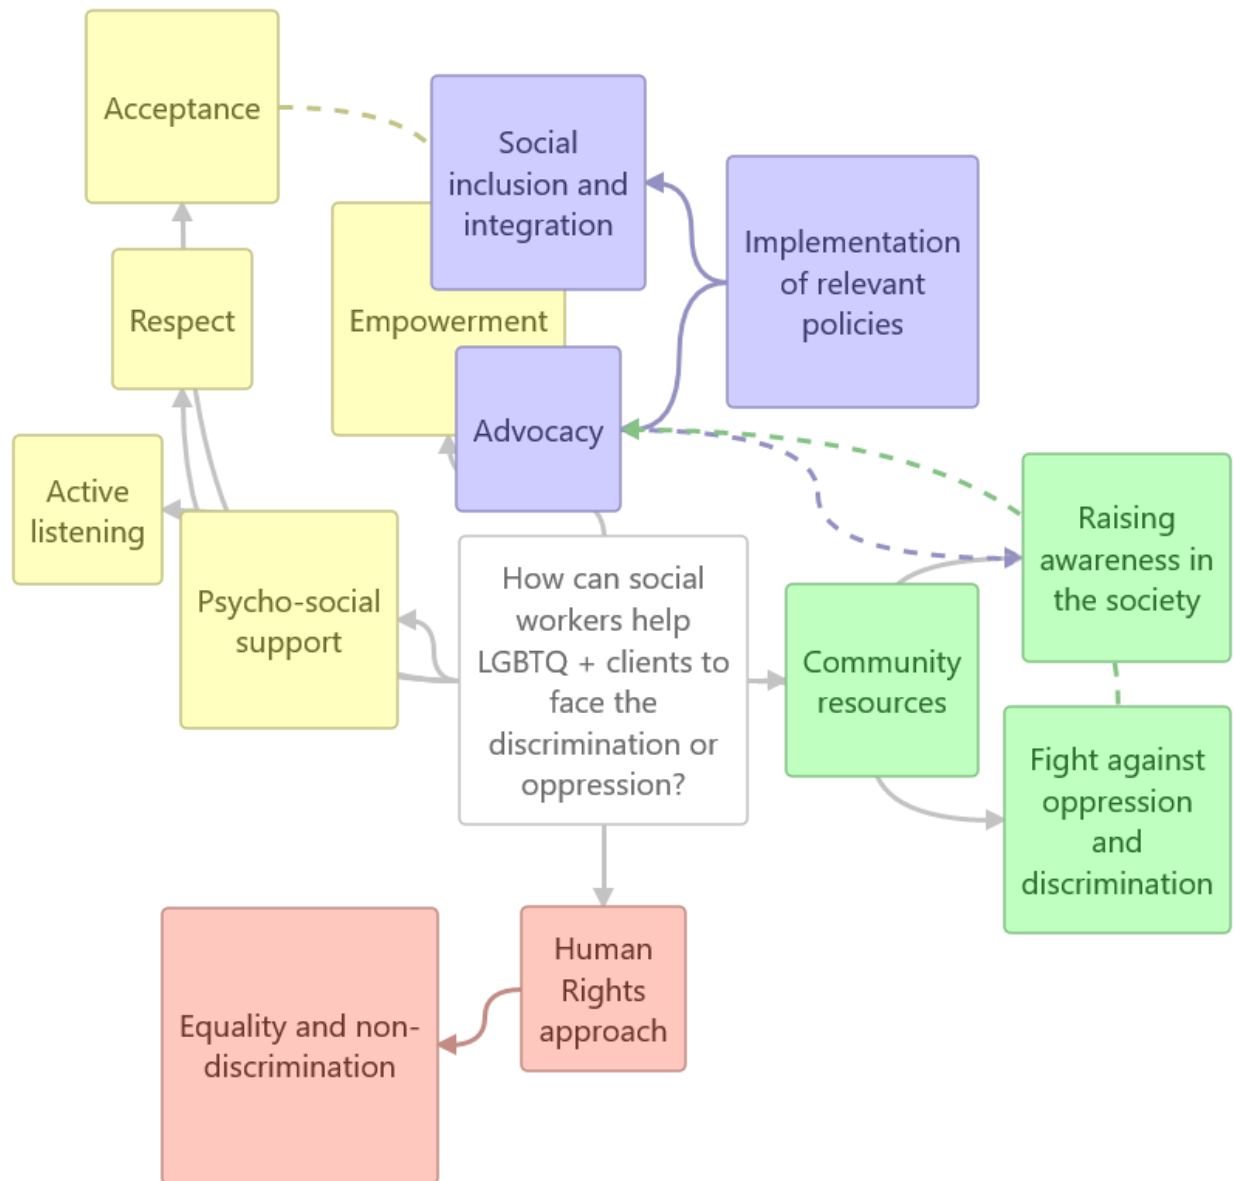 Acceptance
Social
inclusion and
integration
Implementation
of relevant
policies
Respect
Empowerment
Advocacy
Active
listening
Psycho-social
support
How can social
workers help
LGBTQ + clients to
face the
discrimination or
oppression?
Community
resources
Raising
awareness in
the society
Fight against
oppression
and
discrimination
Human
Rights
approach
Equality and non-
discrimination